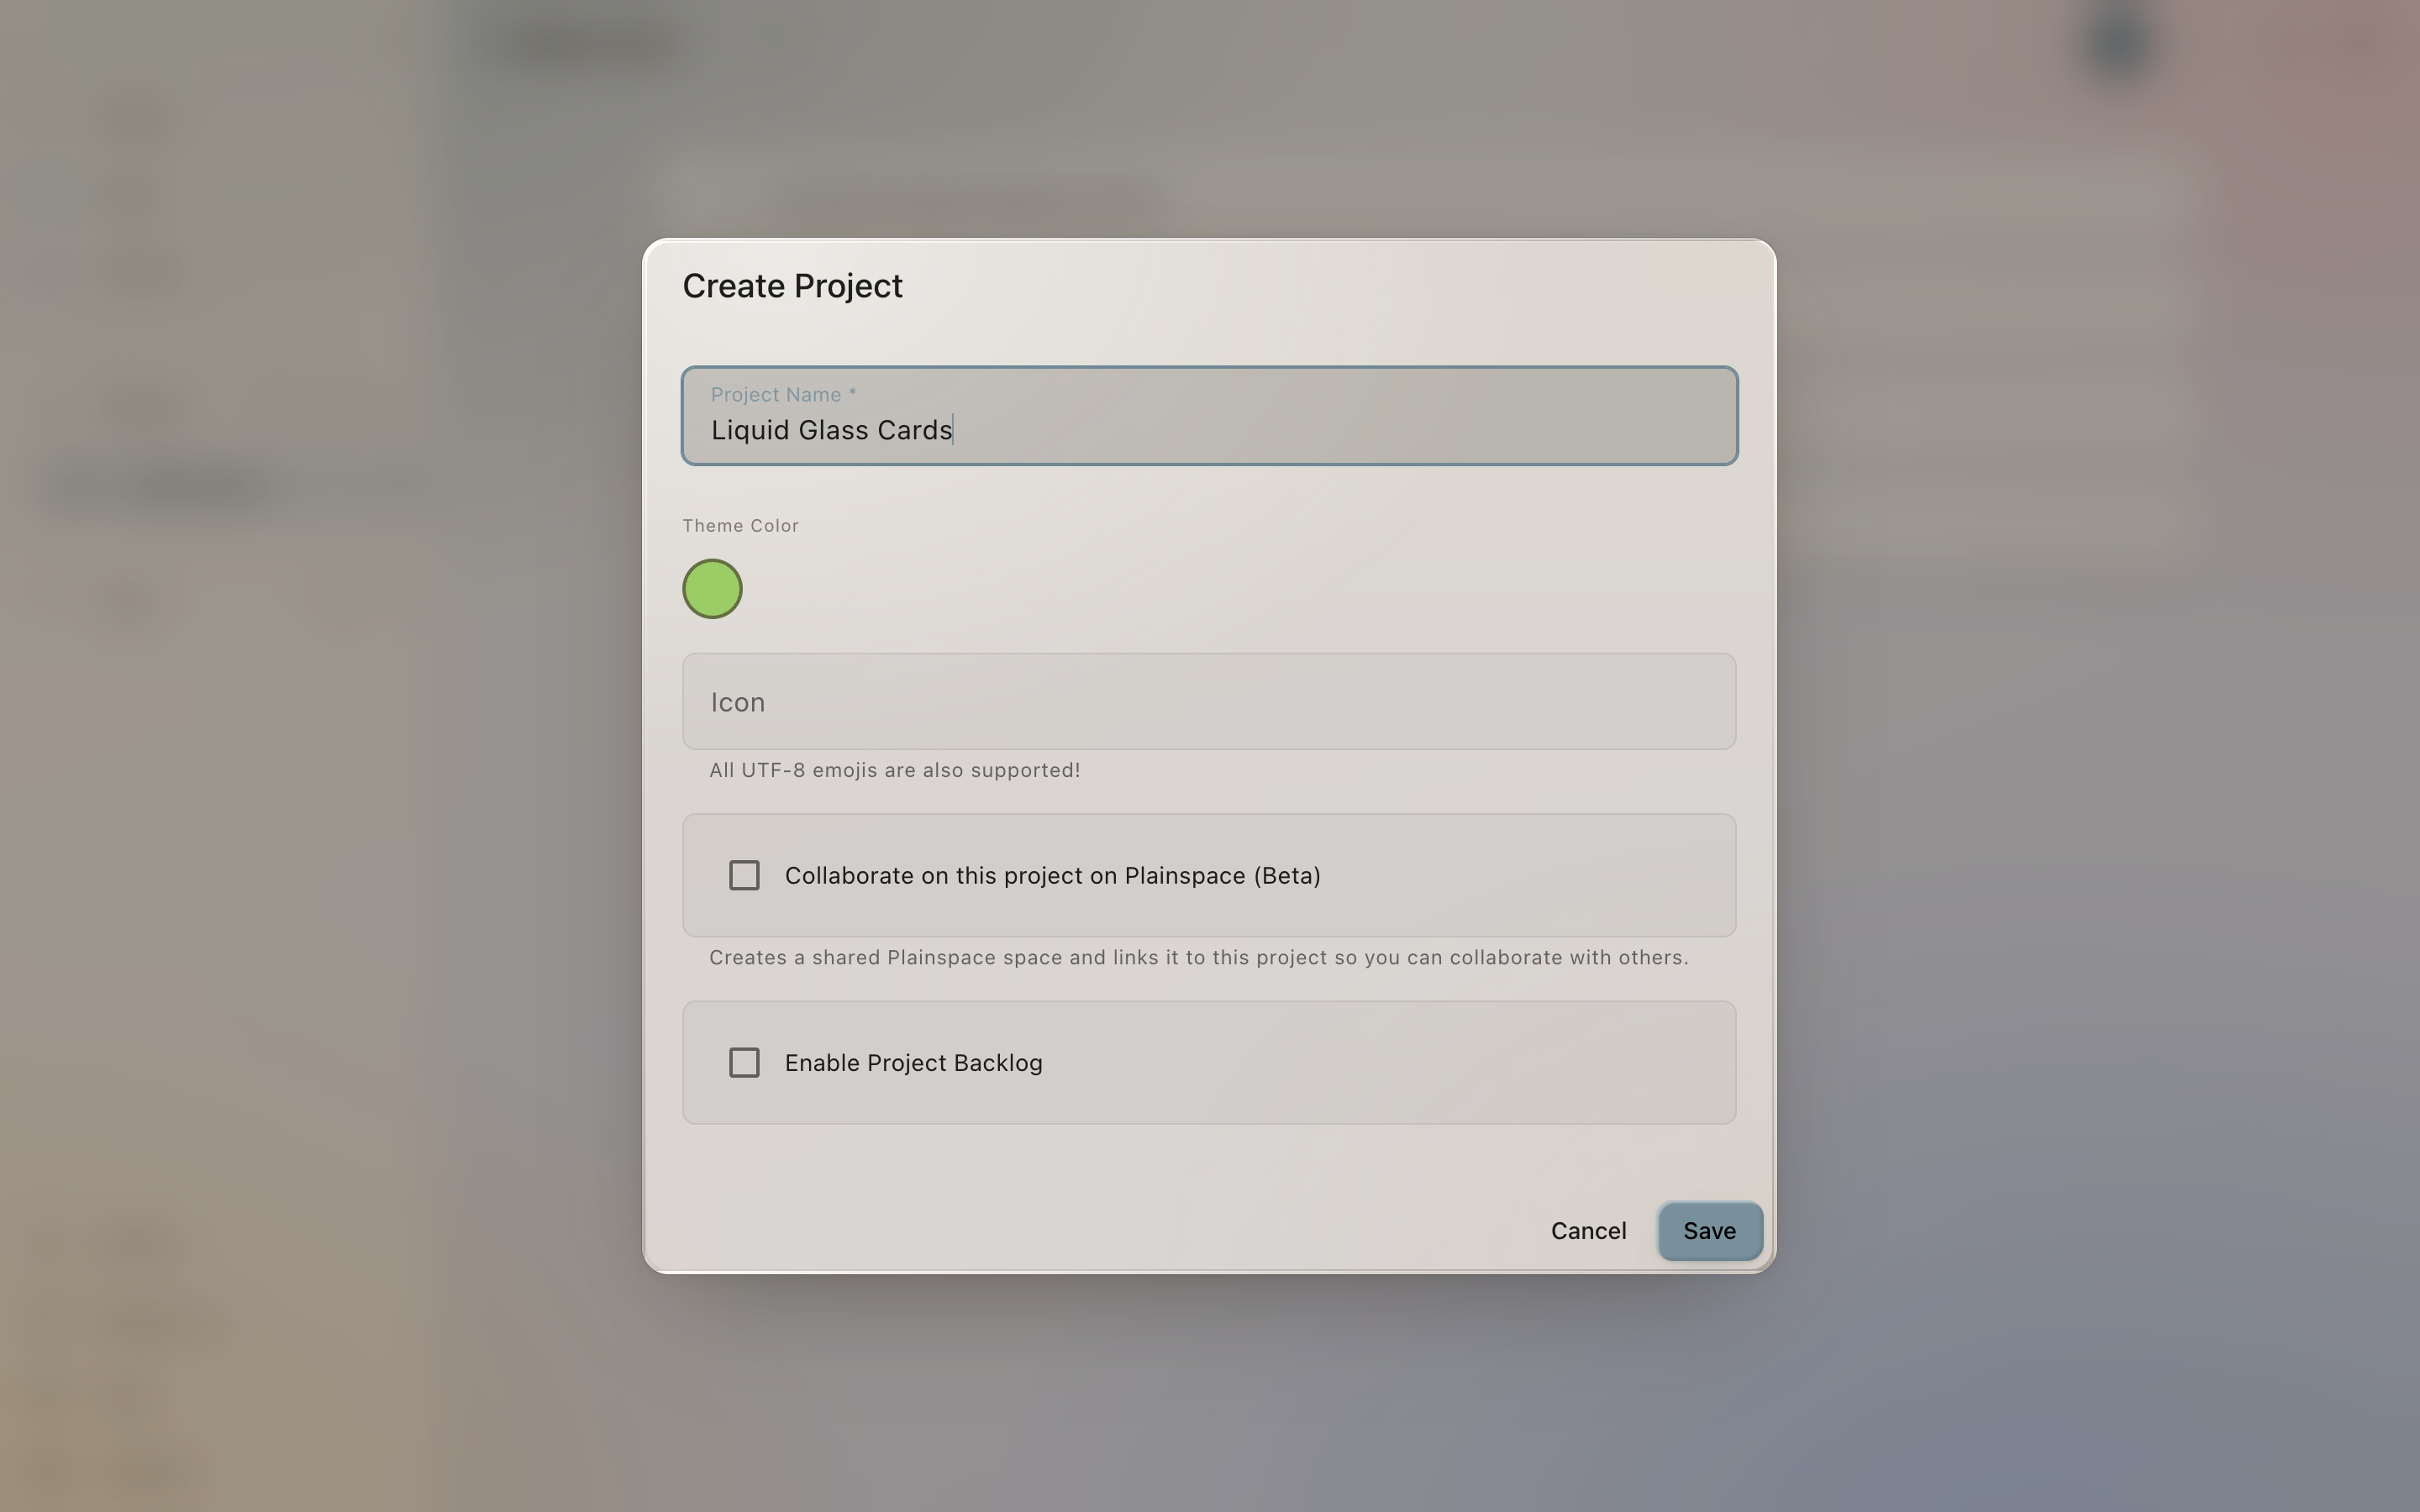 Create Project
Project Name *
Liquid Glass Cards
Theme Color
Icon
All UTF-8 emojis are also supported!
Collaborate on this project on Plainspace (Beta)
Creates a shared Plainspace space and links it to this project so you can collaborate with others.
Enable Project Backlog
Cancel
Save